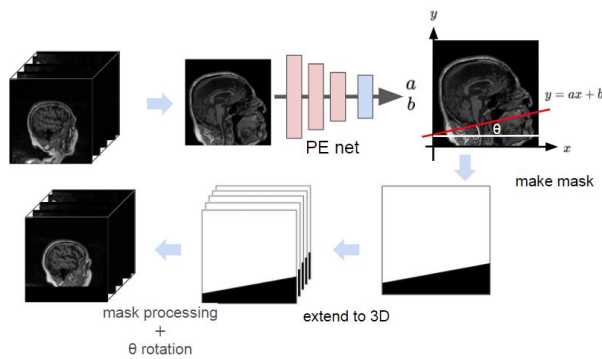 y
a
b
y = ax + b
θ
x
PE net
make mask
extend to 3D
mask processing
+
θ rotation